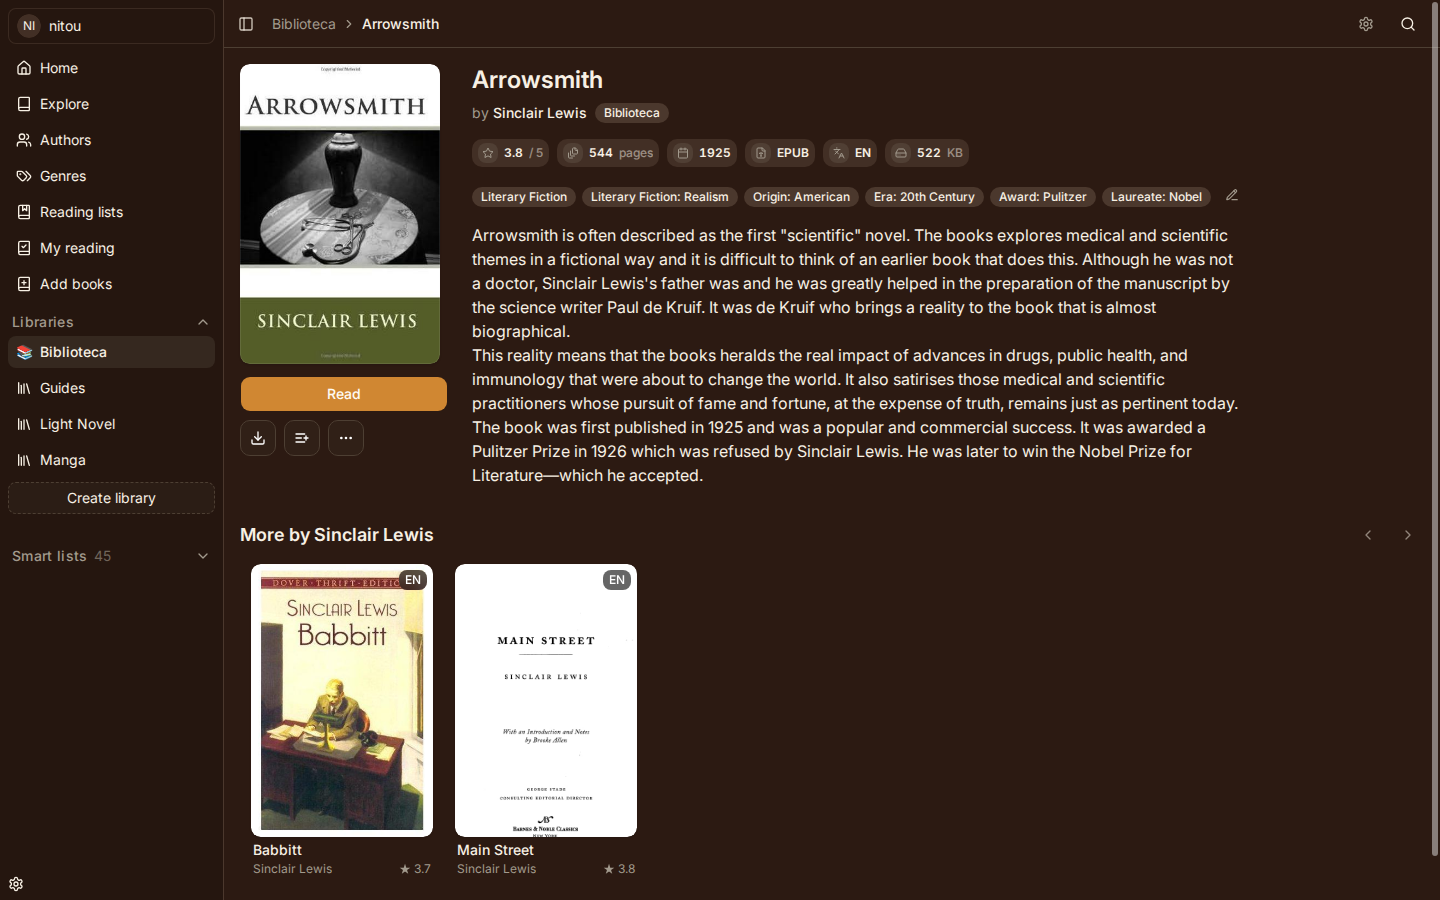 NI nitou
Home
Explore
Authors
Genres
Reading lists
My reading
Add books
Libraries
Biblioteca
Guides
Light Novel
Manga
Create library
Smart lists 45
Biblioteca > Arrowsmith
Copyrighted Material
ARROWSMITH
SINCLAIR LEWIS
Copyrighted Material
Read
Arrowsmith
by Sinclair Lewis Biblioteca
3.8 / 5 544 pages 1925 EPUB EN 522 KB
Literary Fiction Literary Fiction: Realism Origin: American Era: 20th Century Award: Pulitzer Laureate: Nobel
Arrowsmith is often described as the first "scientific" novel. The books explores medical and scientific
themes in a fictional way and it is difficult to think of an earlier book that does this. Although he was not
a doctor, Sinclair Lewis's father was and he was greatly helped in the preparation of the manuscript by
the science writer Paul de Kruif. It was de Kruif who brings a reality to the book that is almost
biographical.
This reality means that the books heralds the real impact of advances in drugs, public health, and
immunology that were about to change the world. It also satirises those medical and scientific
practitioners whose pursuit of fame and fortune, at the expense of truth, remains just as pertinent today.
The book was first published in 1925 and was a popular and commercial success. It was awarded a
Pulitzer Prize in 1926 which was refused by Sinclair Lewis. He was later to win the Nobel Prize for
Literature—which he accepted.
More by Sinclair Lewis
DOVER · THRIFT · EDITIO
EN
SINCLAIR LEWIS
Babbitt
Babbitt
Sinclair Lewis ★ 3.7
EN
MAIN STREET
SINCLAIR LEWIS
With an Introduction and Notes
by Brooke Allen
GEORGE STADE
CONSULTING EDITORIAL DIRECTOR
BARNES & NOBLE CLASSICS
NEW YORK
Main Street
Sinclair Lewis ★ 3.8